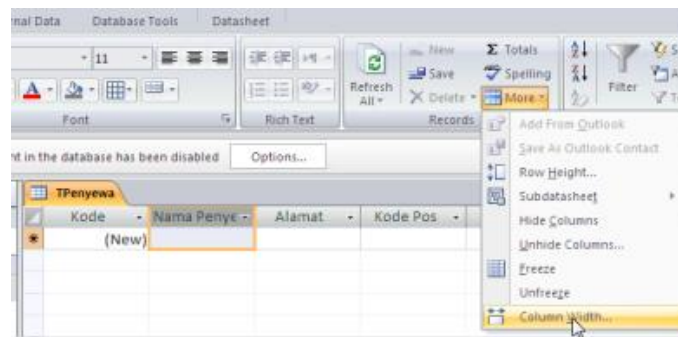 nal Data Database Tools Datasheet
11
New Σ Totals
Save Spelling
Refresh All Delete More Filter
Font Rich Text Records
nt in the database has been disabled Options...
Add From Outlook
Save As Outlook Contact
Row Height...
Subdatasheet
Hide Columns
Unhide Columns...
Freeze
Unfreeze
Column Width...
TPenyewa
Kode Nama Penye Alamat Kode Pos
(New)